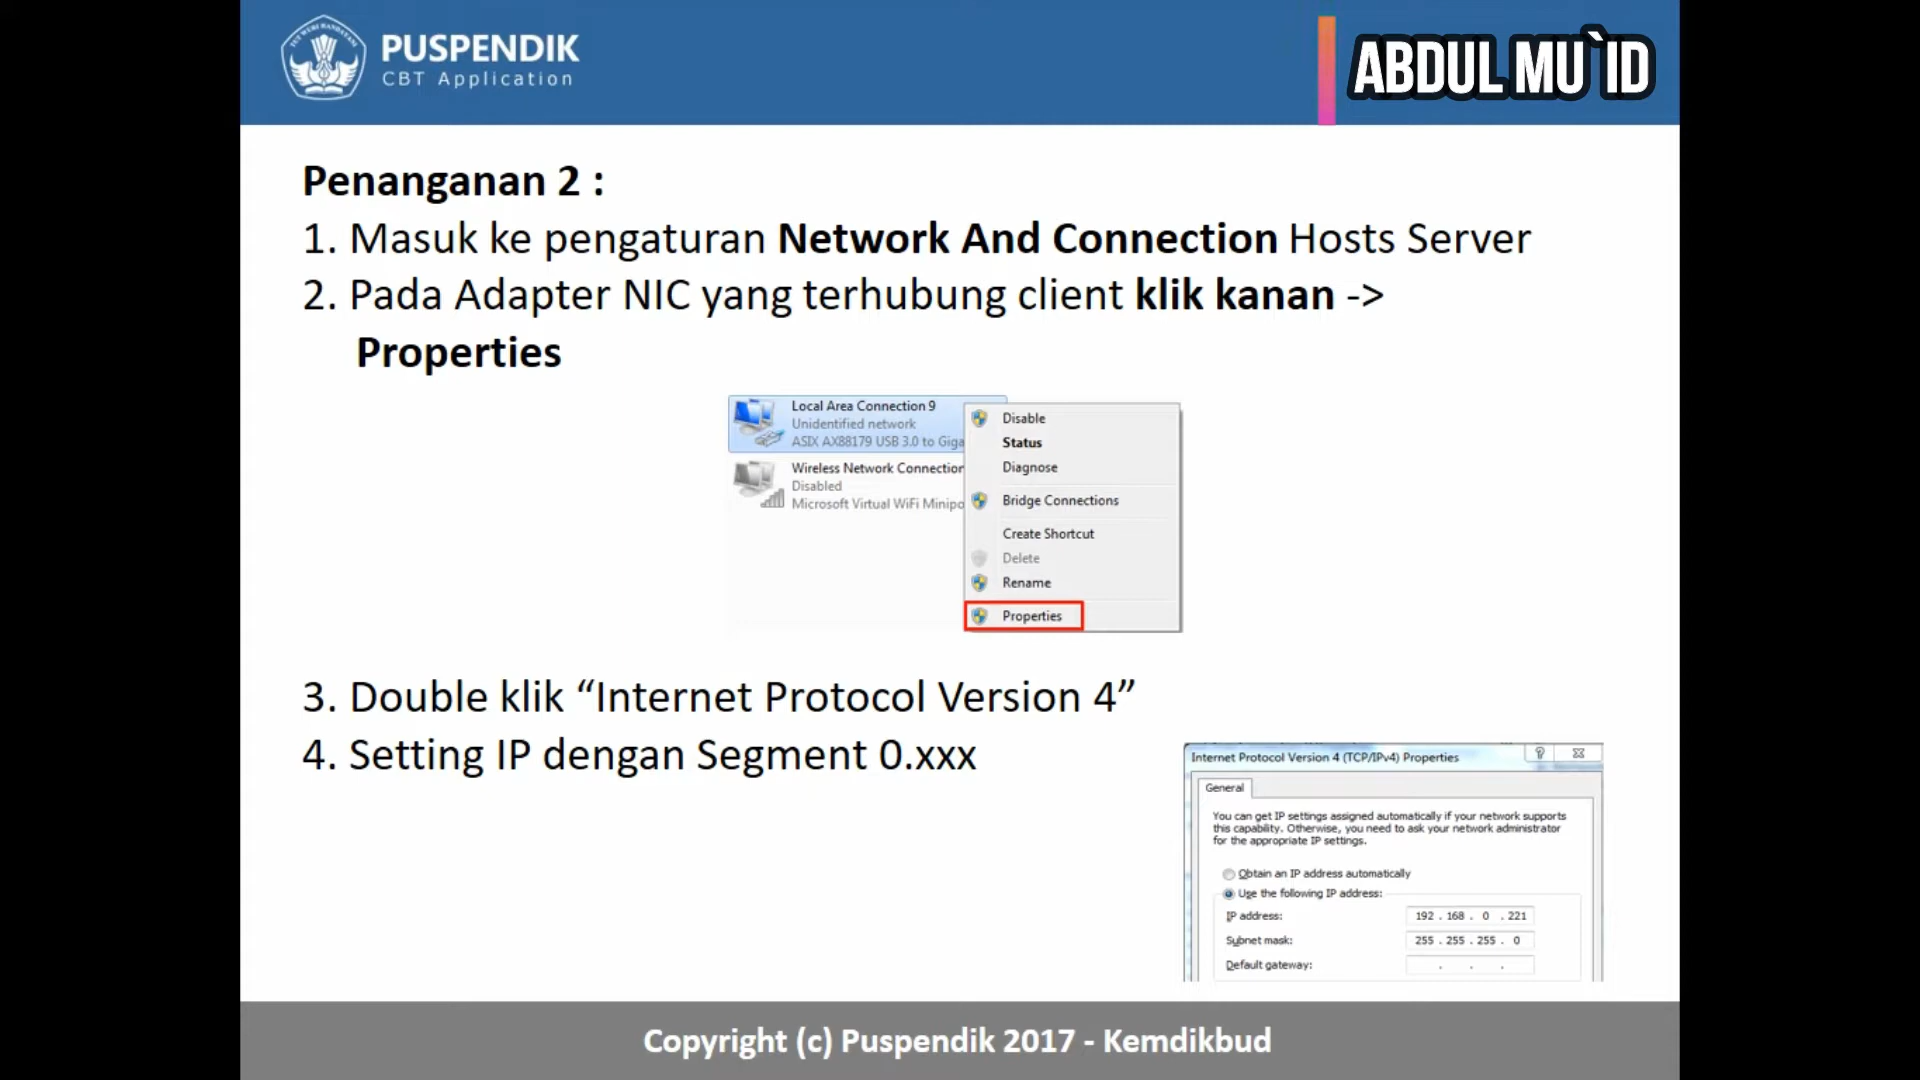 PUSPENDIK
CBT Application
ABDUL MU`ID
Penanganan 2 :
1. Masuk ke pengaturan Network And Connection Hosts Server
2. Pada Adapter NIC yang terhubung client klik kanan ->
Properties
Local Area Connection 9
Unidentified network
ASIX AX88179 USB 3.0 to Giga
Wireless Network Connection
Disabled
Microsoft Virtual WiFi Minipo
Disable
Status
Diagnose
Bridge Connections
Create Shortcut
Delete
Rename
Properties
3. Double klik “Internet Protocol Version 4”
4. Setting IP dengan Segment 0.xxx
Internet Protocol Version 4 (TCP/IPv4) Properties
General
You can get IP settings assigned automatically if your network supports
this capability. Otherwise, you need to ask your network administrator
for the appropriate IP settings.
Obtain an IP address automatically
Use the following IP address:
IP address: 192 . 168 . 0 . 221
Subnet mask: 255 . 255 . 255 . 0
Default gateway: . . .
Copyright (c) Puspendik 2017 - Kemdikbud